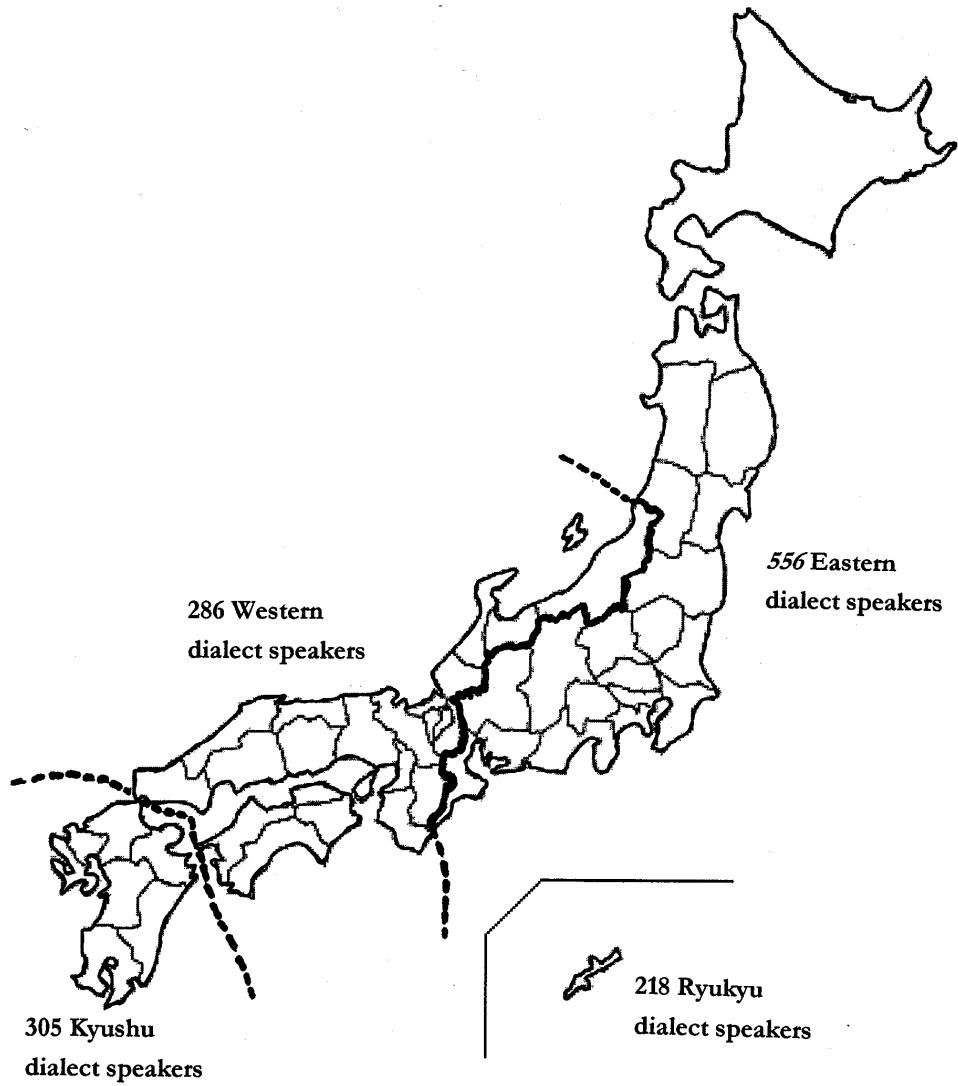 556 Eastern
dialect speakers
286 Western
dialect speakers
218 Ryukyu
dialect speakers
305 Kyushu
dialect speakers